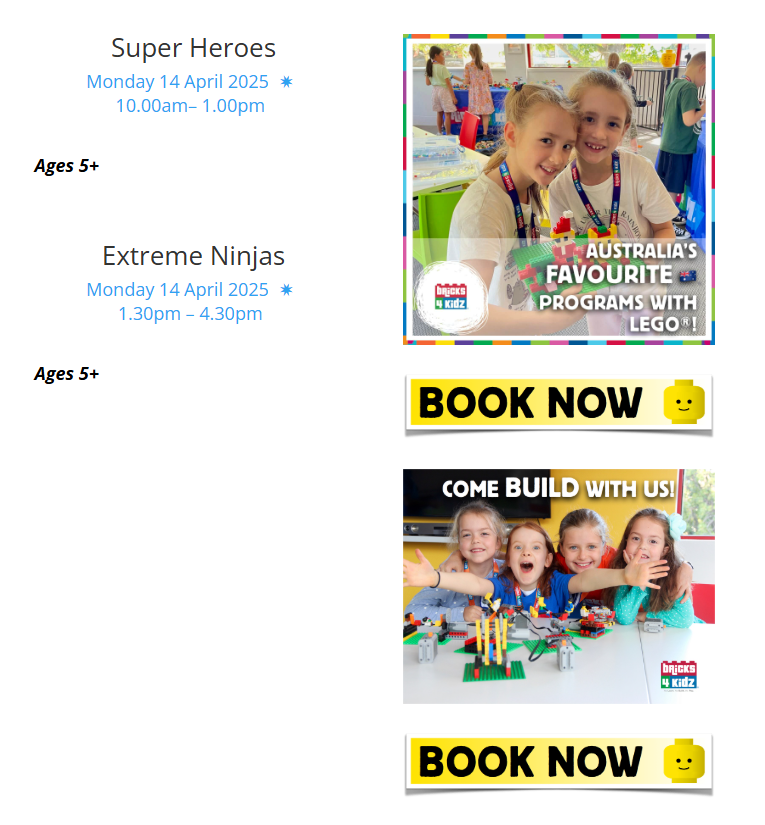 Super Heroes
Monday 14 April 2025 ✷
10.00am– 1.00pm
Ages 5+
Extreme Ninjas
Monday 14 April 2025 ✷
1.30pm – 4.30pm
Ages 5+
AUSTRALIA'S
FAVOURITE
PROGRAMS WITH
LEGO®!
bricks
4 kidz
BOOK NOW
COME BUILD WITH US!
bricks
4 kidz
BOOK NOW